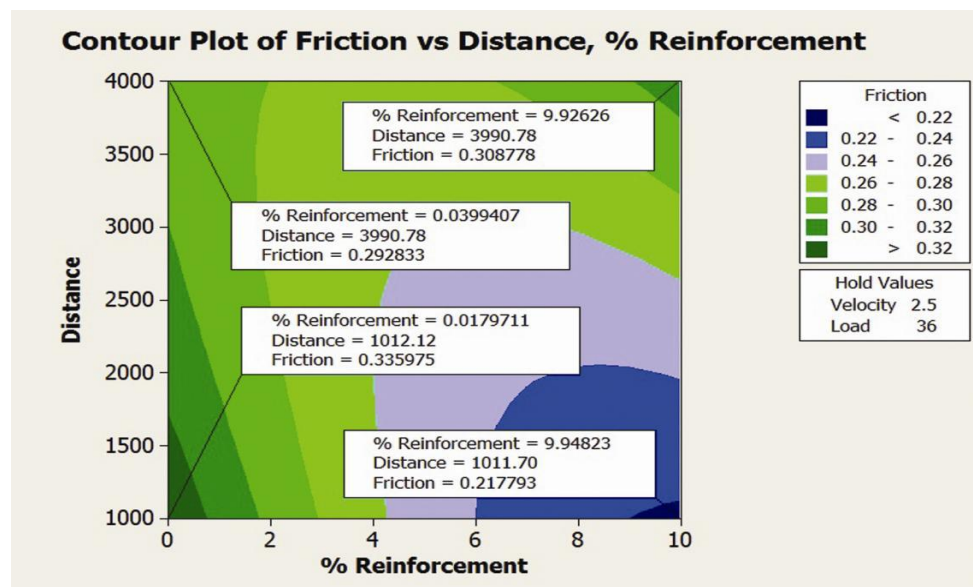 Contour Plot of Friction vs Distance, % Reinforcement
4000
3500
3000
2500
2000
1500
1000
Distance
0 2 4 6 8 10
% Reinforcement
% Reinforcement = 9.92626
Distance = 3990.78
Friction = 0.308778
% Reinforcement = 0.0399407
Distance = 3990.78
Friction = 0.292833
% Reinforcement = 0.0179711
Distance = 1012.12
Friction = 0.335975
% Reinforcement = 9.94823
Distance = 1011.70
Friction = 0.217793
Friction
< 0.22
0.22 - 0.24
0.24 - 0.26
0.26 - 0.28
0.28 - 0.30
0.30 - 0.32
> 0.32
Hold Values
Velocity 2.5
Load 36